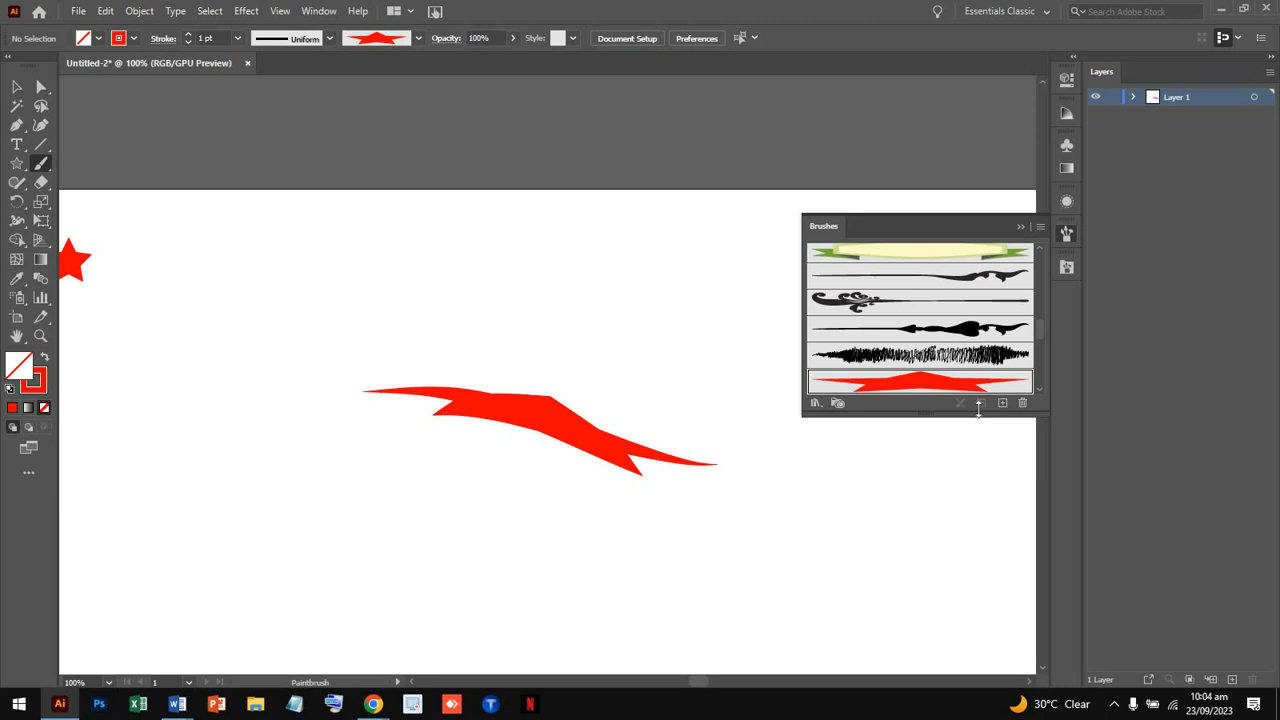 Ai File Edit Object Type Select Effect View Window Help Essentials Classic Search Adobe Stock
No Selection Stroke: 1 pt Uniform Opacity: 100% Style: Document Setup Preferences
Untitled-2* @ 100% (RGB/GPU Preview) ×
Layers
Layer 1
T
Brushes
1 Layer
100% 1 Paintbrush
Ai Ps X W P T N 30°C Clear 10:04 am
23/09/2023